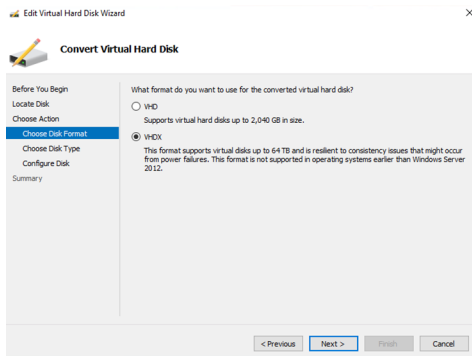 Edit Virtual Hard Disk Wizard
Convert Virtual Hard Disk
Before You Begin
Locate Disk
Choose Action
Choose Disk Format
Choose Disk Type
Configure Disk
Summary
What format do you want to use for the converted virtual hard disk?
VHD
Supports virtual hard disks up to 2,040 GB in size.
VHDX
This format supports virtual disks up to 64 TB and is resilient to consistency issues that might occur
from power failures. This format is not supported in operating systems earlier than Windows Server
2012.
< Previous
Next >
Finish
Cancel